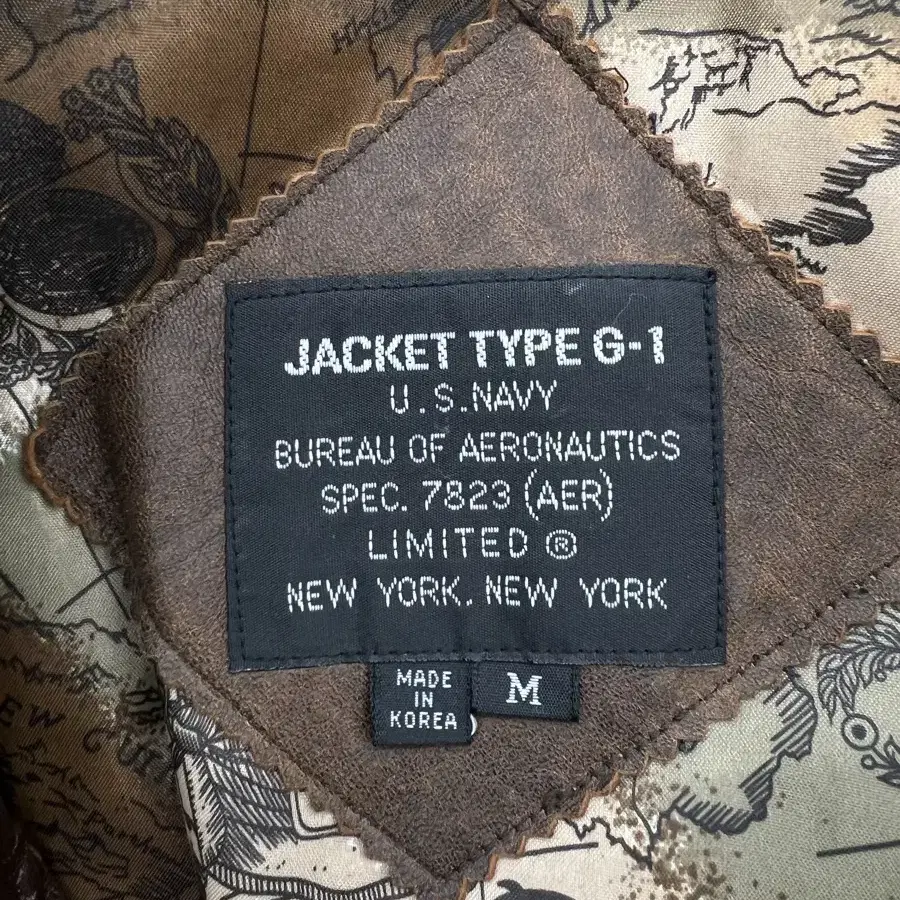 JACKET TYPE G-1
U.S.NAVY
BUREAU OF AERONAUTICS
SPEC. 7823 (AER)
LIMITED ®
NEW YORK. NEW YORK
MADE
IN
KOREA
M